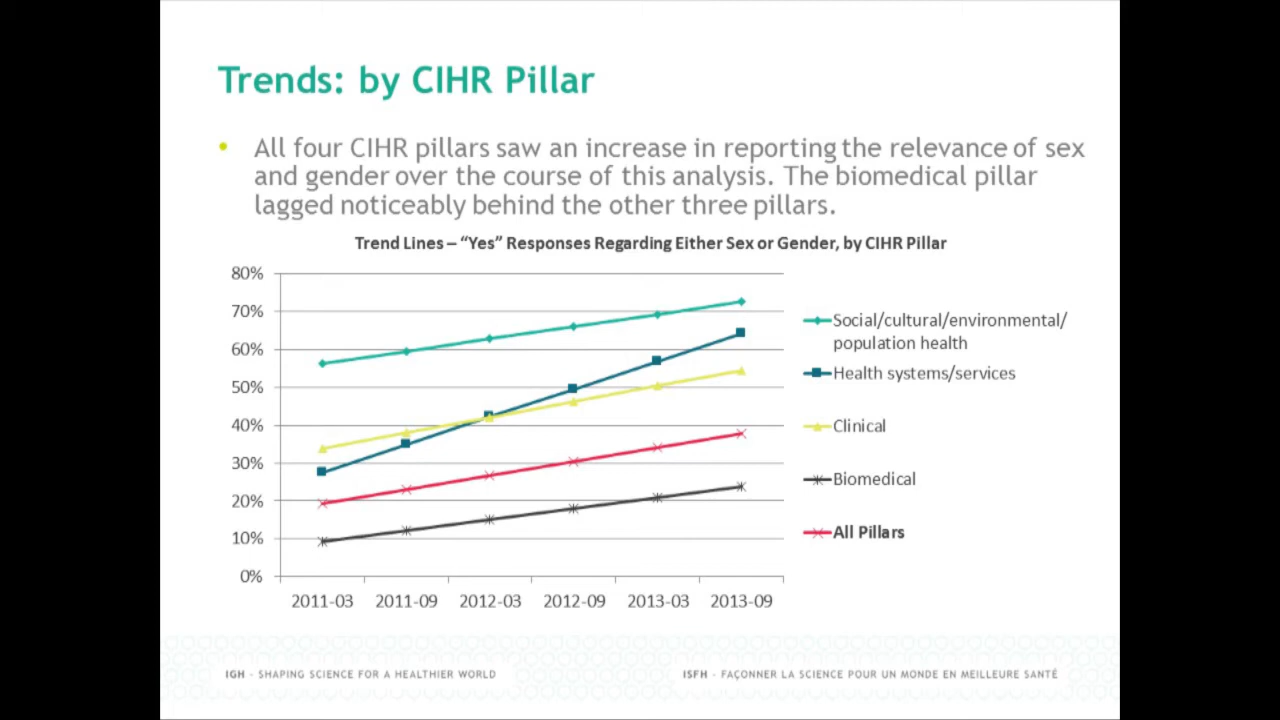 Trends: by CIHR Pillar
• All four CIHR pillars saw an increase in reporting the relevance of sex
and gender over the course of this analysis. The biomedical pillar
lagged noticeably behind the other three pillars.
Trend Lines – “Yes” Responses Regarding Either Sex or Gender, by CIHR Pillar
80%
70%
60%
50%
40%
30%
20%
10%
0%
2011-03 2011-09 2012-03 2012-09 2013-03 2013-09
Social/cultural/environmental/
population health
Health systems/services
Clinical
Biomedical
All Pillars
IGH - SHAPING SCIENCE FOR A HEALTHIER WORLD
ISFH - FAÇONNER LA SCIENCE POUR UN MONDE EN MEILLEURE SANTÉ